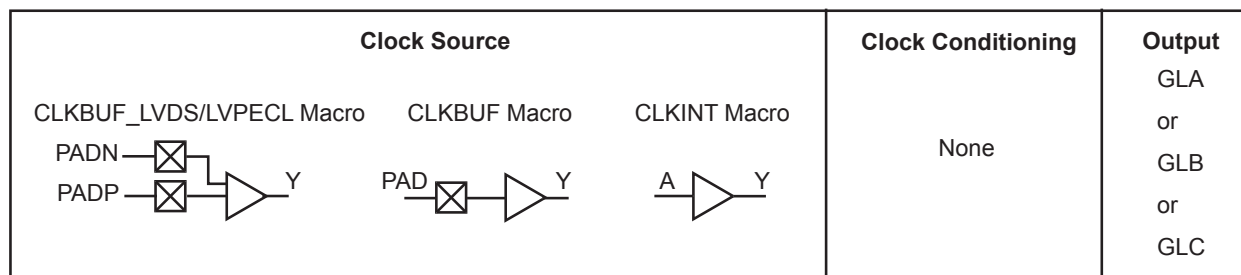 Clock Source
Clock Conditioning
Output
CLKBUF_LVDS/LVPECL Macro
CLKBUF Macro
CLKINT Macro
PADN
PADP
Y
PAD
Y
A
Y
None
GLA
or
GLB
or
GLC